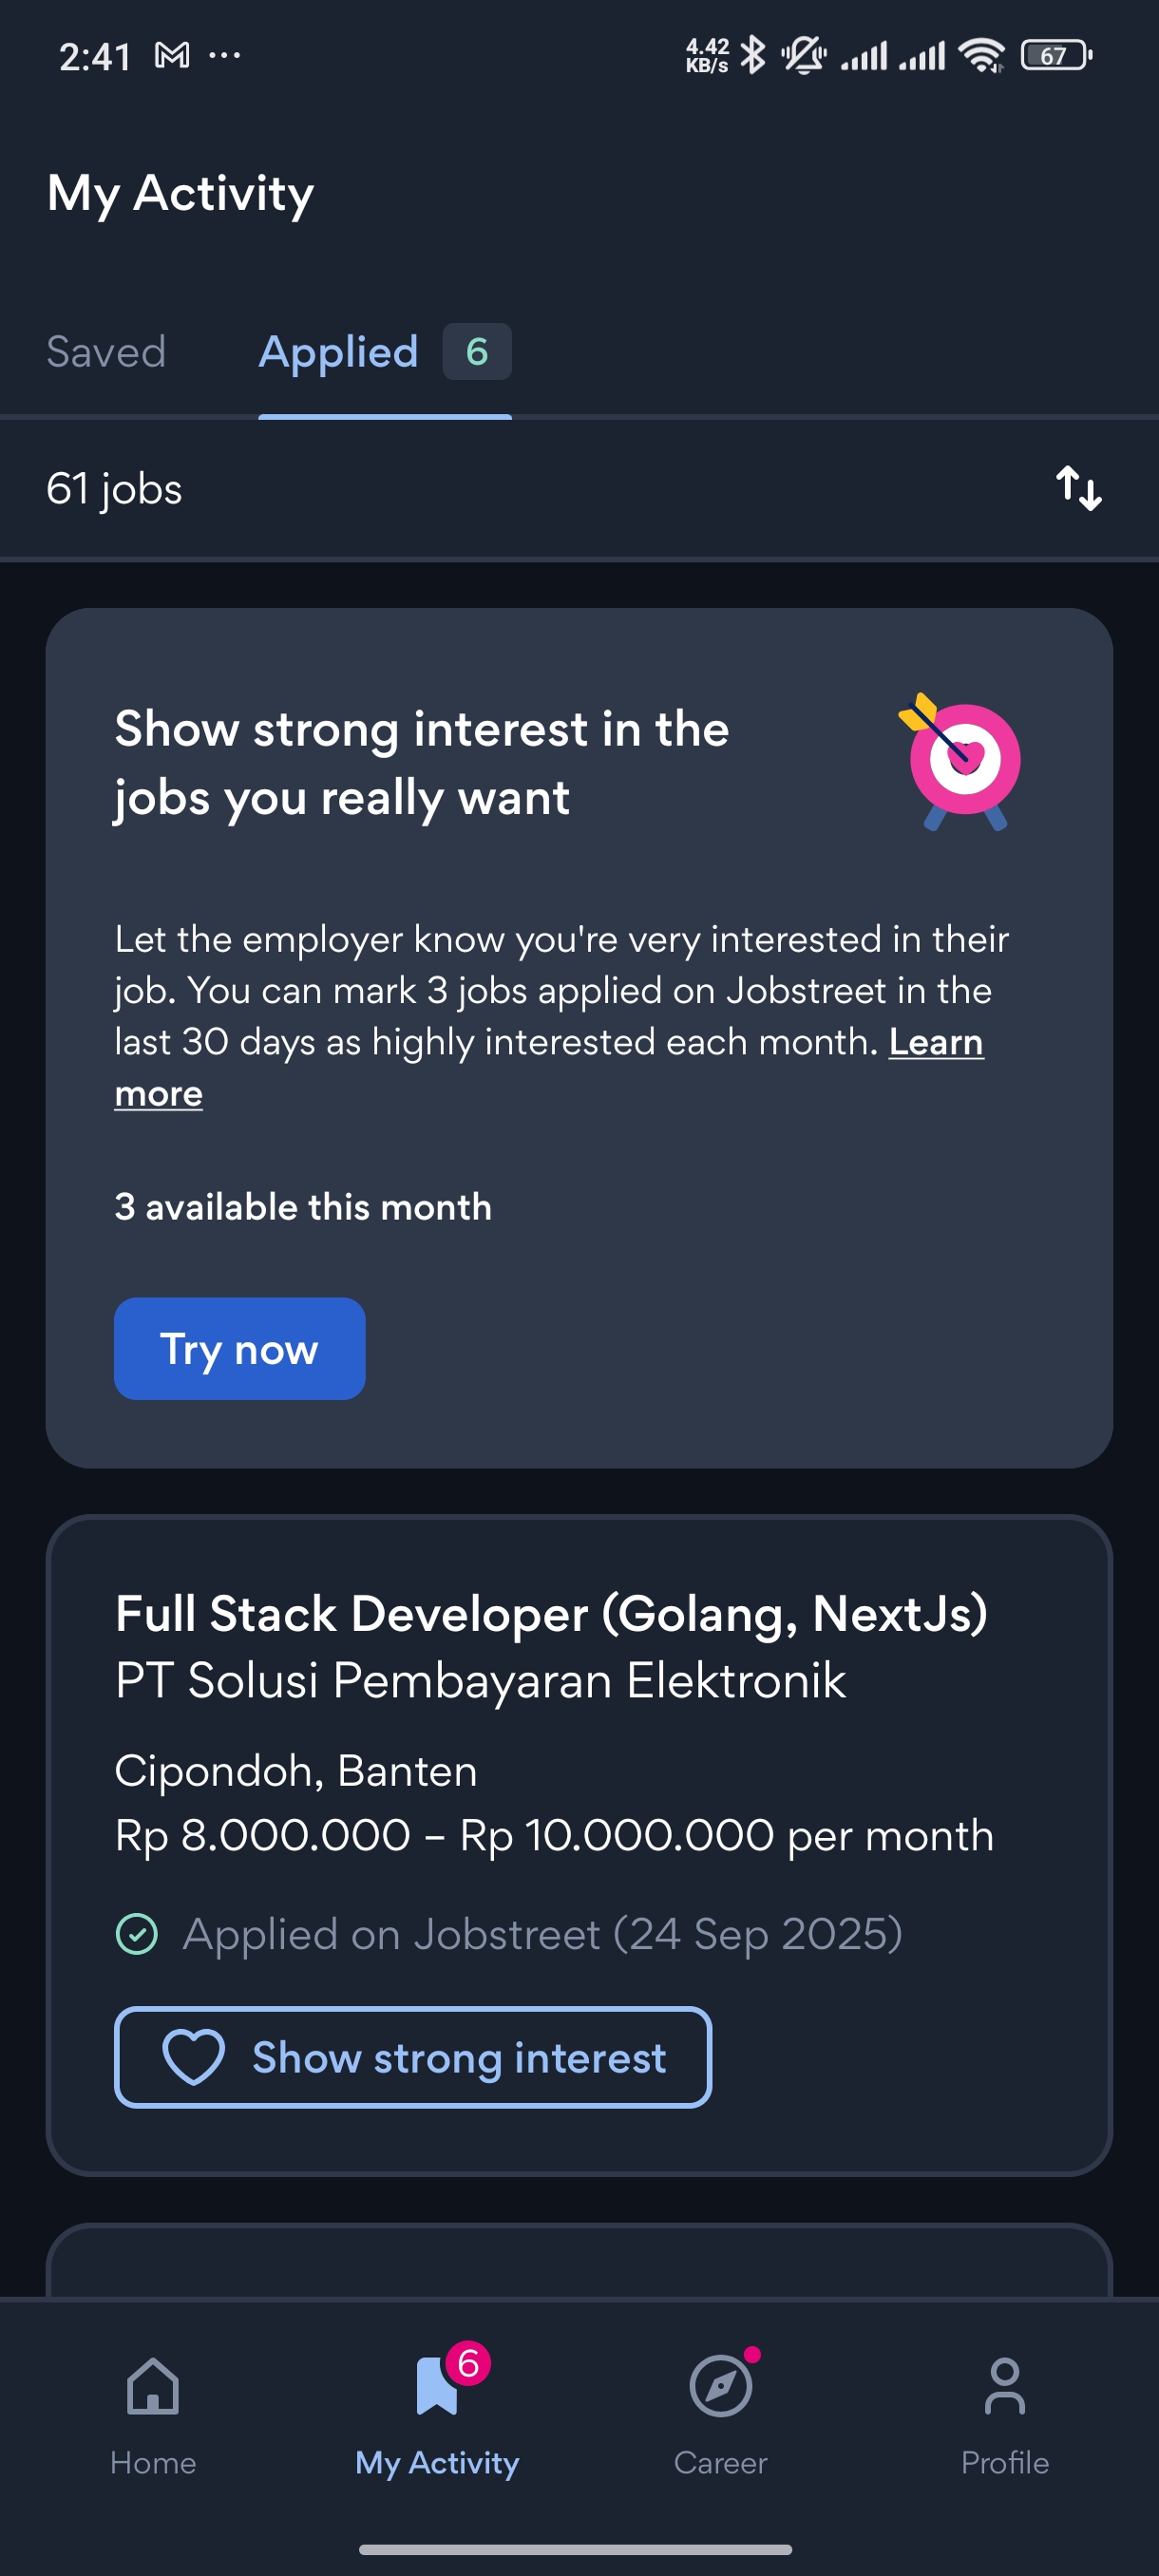 2:41
4.42
KB/s
67
My Activity
Saved
Applied 6
61 jobs
Show strong interest in the
jobs you really want
Let the employer know you're very interested in their
job. You can mark 3 jobs applied on Jobstreet in the
last 30 days as highly interested each month. Learn
more
3 available this month
Try now
Full Stack Developer (Golang, NextJs)
PT Solusi Pembayaran Elektronik
Cipondoh, Banten
Rp 8.000.000 – Rp 10.000.000 per month
Applied on Jobstreet (24 Sep 2025)
Show strong interest
6
Home
My Activity
Career
Profile